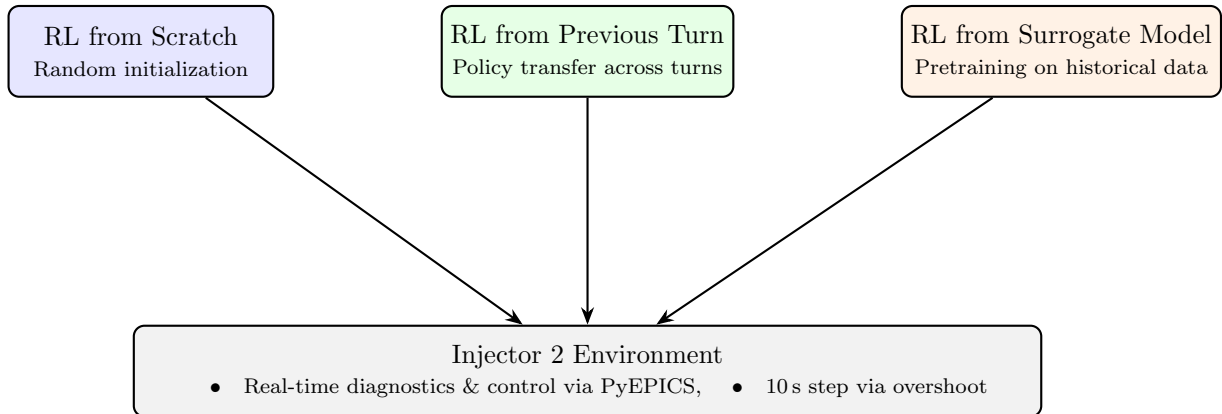 RL from Scratch
Random initialization
RL from Previous Turn
Policy transfer across turns
RL from Surrogate Model
Pretraining on historical data
Injector 2 Environment
• Real-time diagnostics & control via PyEPICS, • 10 s step via overshoot